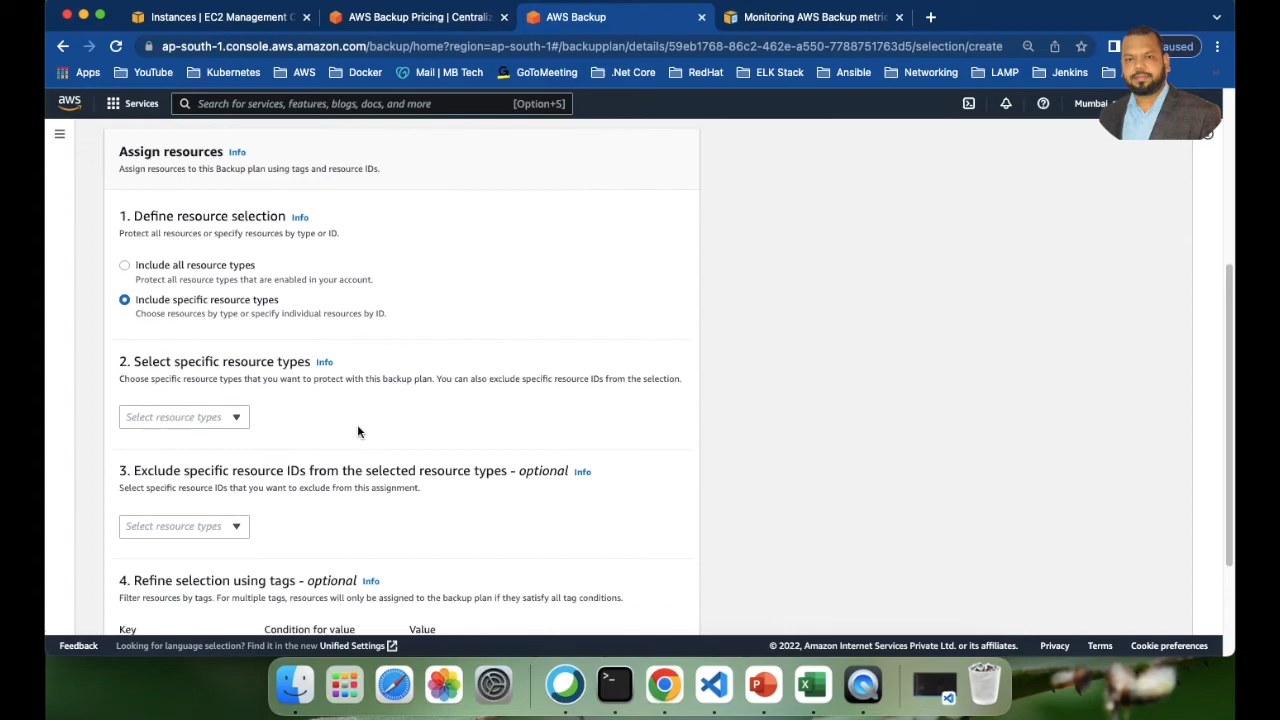 Instances | EC2 Management C
AWS Backup Pricing | Centraliz
AWS Backup
Monitoring AWS Backup metric
ap-south-1.console.aws.amazon.com/backup/home?region=ap-south-1#/backupplan/details/59eb1768-86c2-462e-a550-7788751763d5/selection/create
aused
Apps
YouTube
Kubernetes
AWS
Docker
Mail | MB Tech
GoToMeeting
.Net Core
RedHat
ELK Stack
Ansible
Networking
LAMP
Jenkins
aws
Services
Search for services, features, blogs, docs, and more
[Option+S]
Mumbai
Assign resources Info
Assign resources to this Backup plan using tags and resource IDs.
1. Define resource selection Info
Protect all resources or specify resources by type or ID.
Include all resource types
Protect all resource types that are enabled in your account.
Include specific resource types
Choose resources by type or specify individual resources by ID.
2. Select specific resource types Info
Choose specific resource types that you want to protect with this backup plan. You can also exclude specific resource IDs from the selection.
Select resource types
3. Exclude specific resource IDs from the selected resource types - optional Info
Select specific resource IDs that you want to exclude from this assignment.
Select resource types
4. Refine selection using tags - optional Info
Filter resources by tags. For multiple tags, resources will only be assigned to the backup plan if they satisfy all tag conditions.
Key Condition for value Value
Feedback
Looking for language selection? Find it in the new Unified Settings
© 2022, Amazon Internet Services Private Ltd. or its affiliates.
Privacy
Terms
Cookie preferences